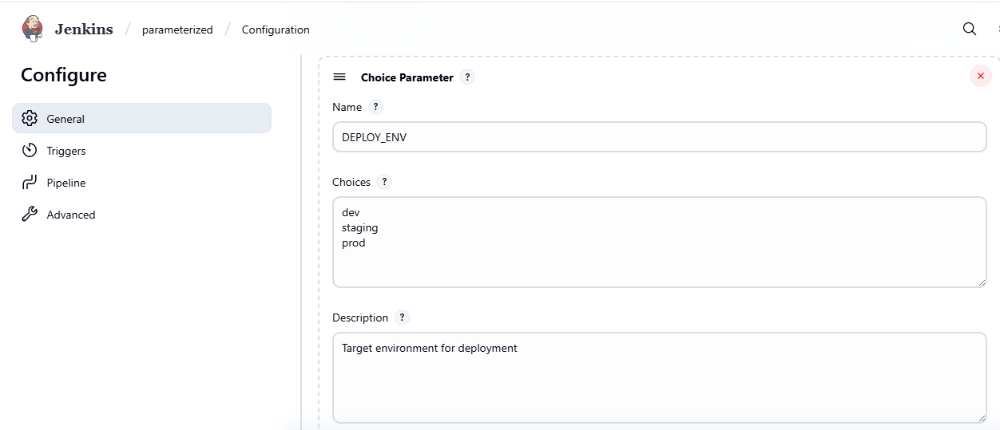 Jenkins / parameterized / Configuration
Configure
General
Triggers
Pipeline
Advanced
Choice Parameter ?
Name ?
DEPLOY_ENV
Choices ?
dev
staging
prod
Description ?
Target environment for deployment